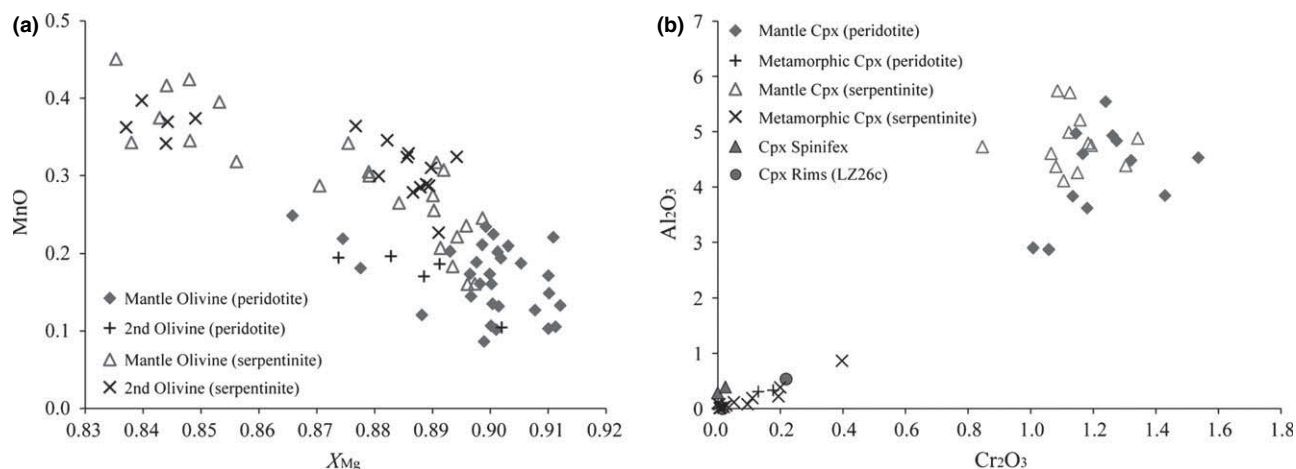 (a)
0.5
0.4
0.3
0.2
0.1
0.0
MnO
Mantle Olivine (peridotite)
2nd Olivine (peridotite)
Mantle Olivine (serpentinite)
2nd Olivine (serpentinite)
0.83 0.84 0.85 0.86 0.87 0.88 0.89 0.90 0.91 0.92
XMg
(b)
7
6
5
4
3
2
1
0
Al2O3
Mantle Cpx (peridotite)
Metamorphic Cpx (peridotite)
Mantle Cpx (serpentinite)
Metamorphic Cpx (serpentinite)
Cpx Spinifex
Cpx Rims (LZ26c)
0.0 0.2 0.4 0.6 0.8 1.0 1.2 1.4 1.6 1.8
Cr2O3